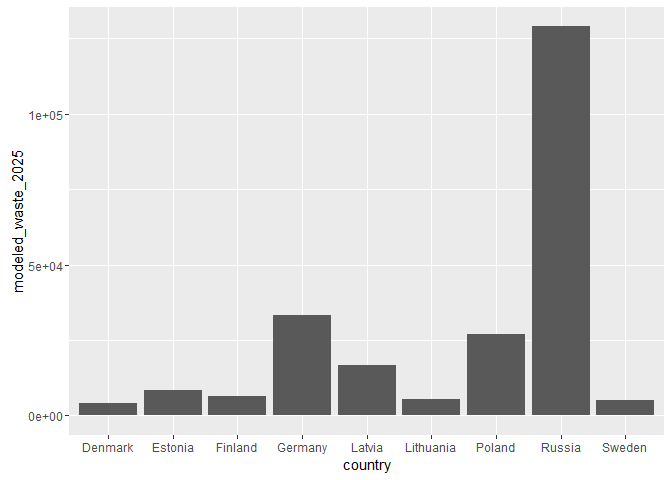 modeled_waste_2025
1e+05
5e+04
0e+00
Denmark Estonia Finland Germany Latvia Lithuania Poland Russia Sweden
country